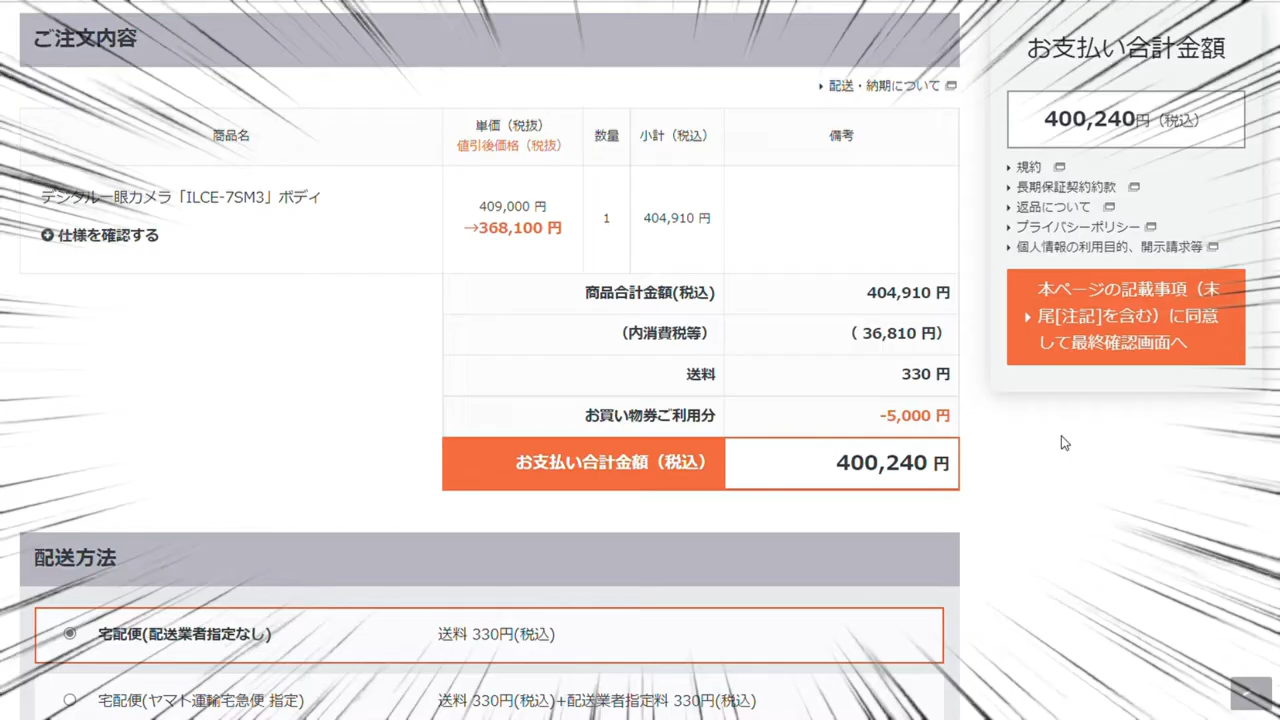 ご注文内容
配送・納期について
商品名
単価（税抜）
値引後価格（税抜）
数量
小計（税込）
備考
デジタル一眼カメラ「ILCE-7SM3」ボディ
仕様を確認する
409,000 円
→368,100 円
1
404,910 円
商品合計金額(税込)
404,910 円
（内消費税等）
( 36,810 円)
送料
330 円
お買い物券ご利用分
-5,000 円
お支払い合計金額（税込）
400,240 円
配送方法
宅配便(配送業者指定なし)
送料 330円(税込)
宅配便(ヤマト運輸宅急便 指定)
送料 330円(税込)+配送業者指定料 330円(税込)
お支払い合計金額
400,240円（税込）
規約
長期保証契約約款
返品について
プライバシーポリシー
個人情報の利用目的、開示請求等
本ページの記載事項（末
尾[注記]を含む）に同意
して最終確認画面へ